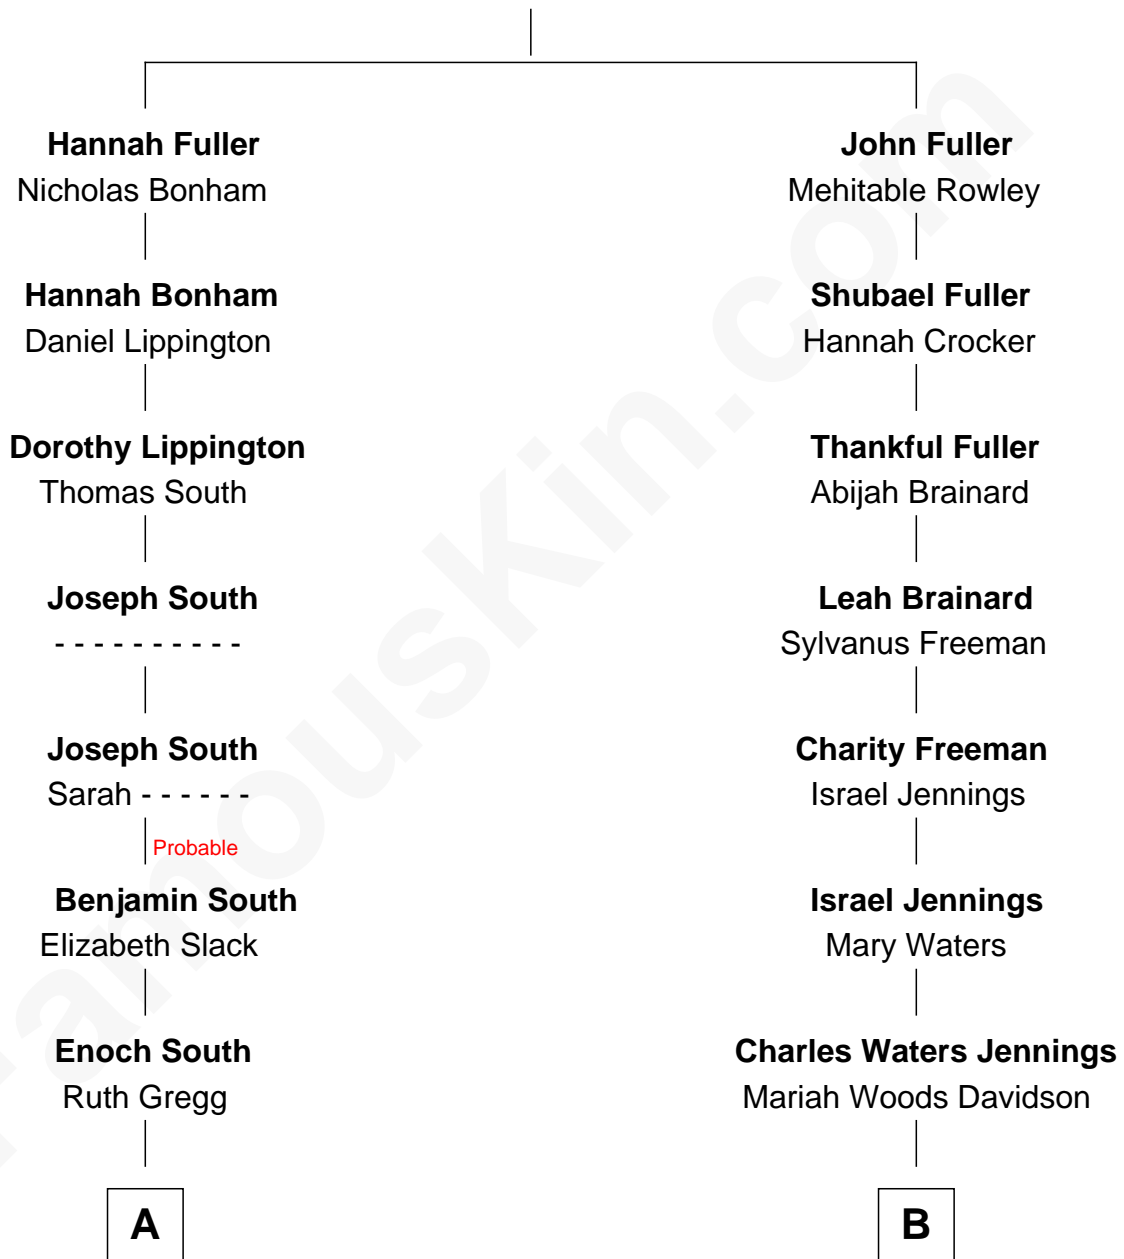 Hannah Fuller
Nicholas Bonham
Hannah Bonham
Daniel Lippington
Dorothy Lippington
Thomas South
Joseph South
- - - - - - - - - -
Joseph South
Sarah - - - - - -
Probable
Benjamin South
Elizabeth Slack
Enoch South
Ruth Gregg
A
John Fuller
Mehitable Rowley
Shubael Fuller
Hannah Crocker
Thankful Fuller
Abijah Brainard
Leah Brainard
Sylvanus Freeman
Charity Freeman
Israel Jennings
Israel Jennings
Mary Waters
Charles Waters Jennings
Mariah Woods Davidson
B
FamousKin.com